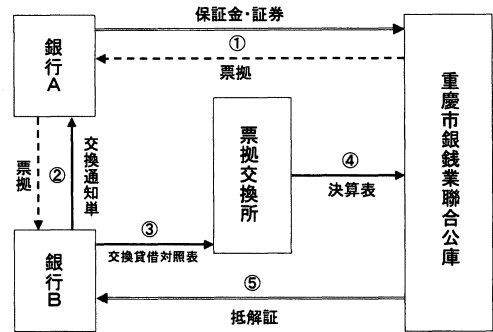 保証金・証券
①
票拠
銀行A
票拠
②
交換通知単
票拠交換所
④
決算表
重慶市銀銭業聯合公庫
③
交換貸借対照表
銀行B
⑤
抵解証